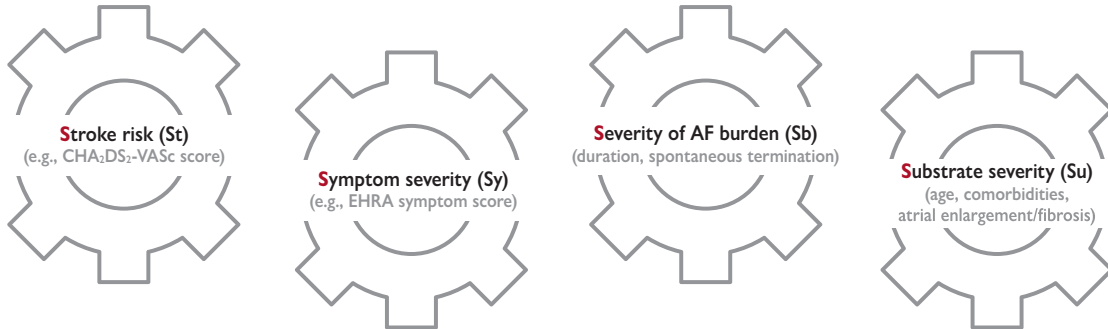 Stroke risk (St)
(e.g., CHA₂DS₂-VASc score)
Symptom severity (Sy)
(e.g., EHRA symptom score)
Severity of AF burden (Sb)
(duration, spontaneous termination)
Substrate severity (Su)
(age, comorbidities,
atrial enlargement/fibrosis)